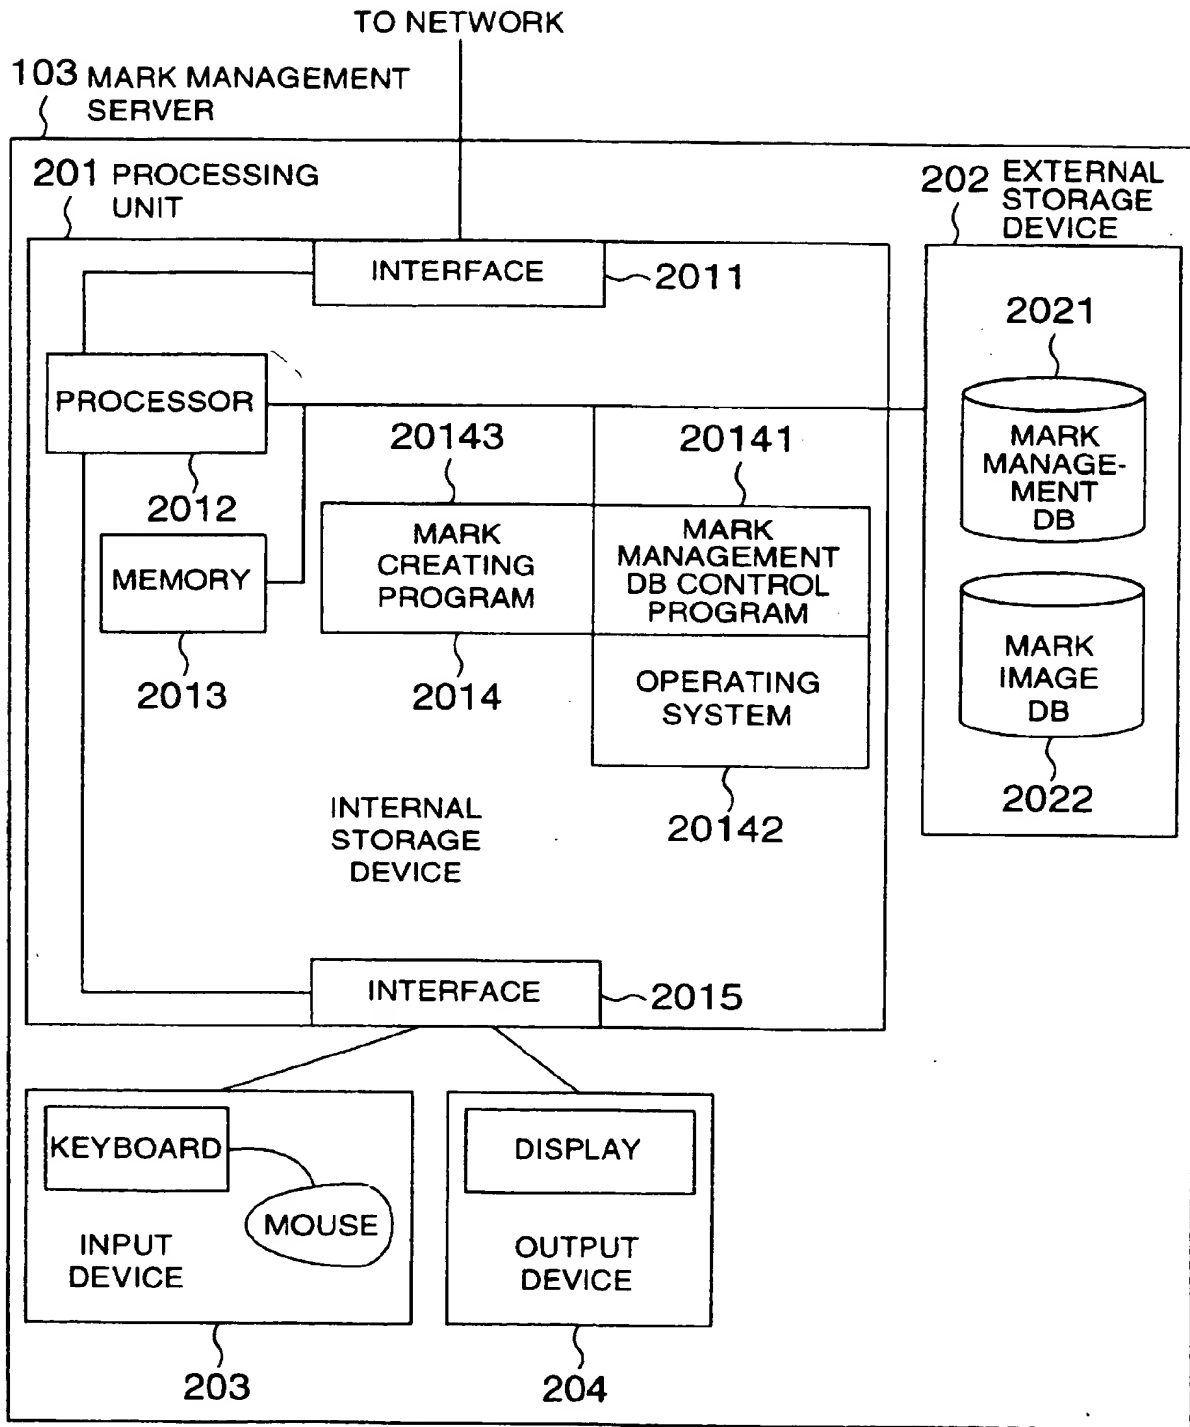 TO NETWORK
103 MARK MANAGEMENT
SERVER
201 PROCESSING
UNIT
202 EXTERNAL
STORAGE
DEVICE
INTERFACE
2011
2021
PROCESSOR
2012
20143
20141
MARK
MANAGE-
MENT
DB
MEMORY
2013
MARK
CREATING
PROGRAM
2014
MARK
MANAGEMENT
DB CONTROL
PROGRAM
OPERATING
SYSTEM
20142
MARK
IMAGE
DB
2022
INTERNAL
STORAGE
DEVICE
INTERFACE
2015
KEYBOARD
MOUSE
INPUT
DEVICE
203
DISPLAY
OUTPUT
DEVICE
204